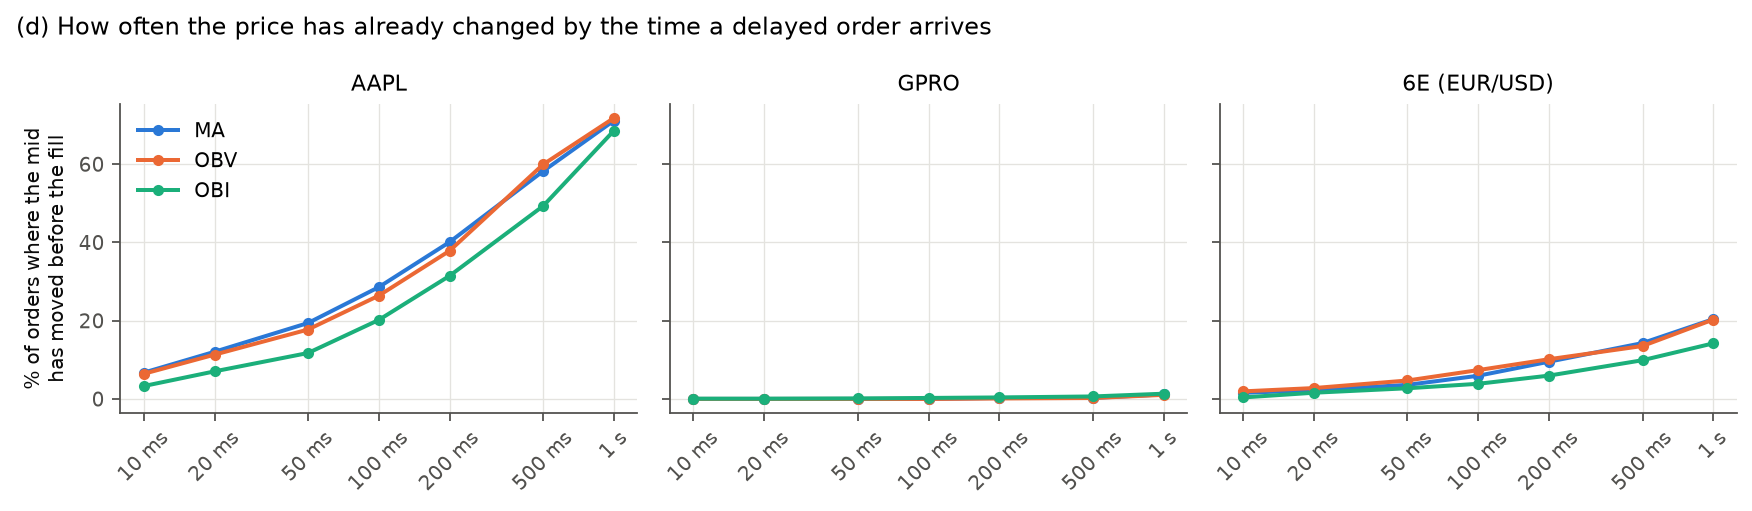 (d) How often the price has already changed by the time a delayed order arrives
AAPL
GPRO
6E (EUR/USD)
% of orders where the mid
has moved before the fill
MA
OBV
OBI
60
40
20
0
10 ms
20 ms
50 ms
100 ms
200 ms
500 ms
1 s
10 ms
20 ms
50 ms
100 ms
200 ms
500 ms
1 s
10 ms
20 ms
50 ms
100 ms
200 ms
500 ms
1 s